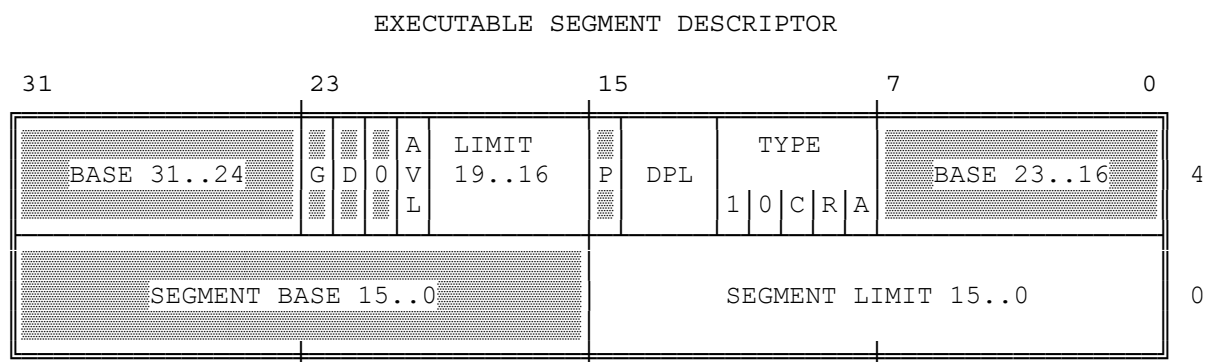 EXECUTABLE SEGMENT DESCRIPTOR
31 23 15 7 0
A LIMIT TYPE
BASE 31..24 G D 0 V 19..16 P DPL BASE 23..16 4
L 1 0 C R A
SEGMENT BASE 15..0 SEGMENT LIMIT 15..0 0